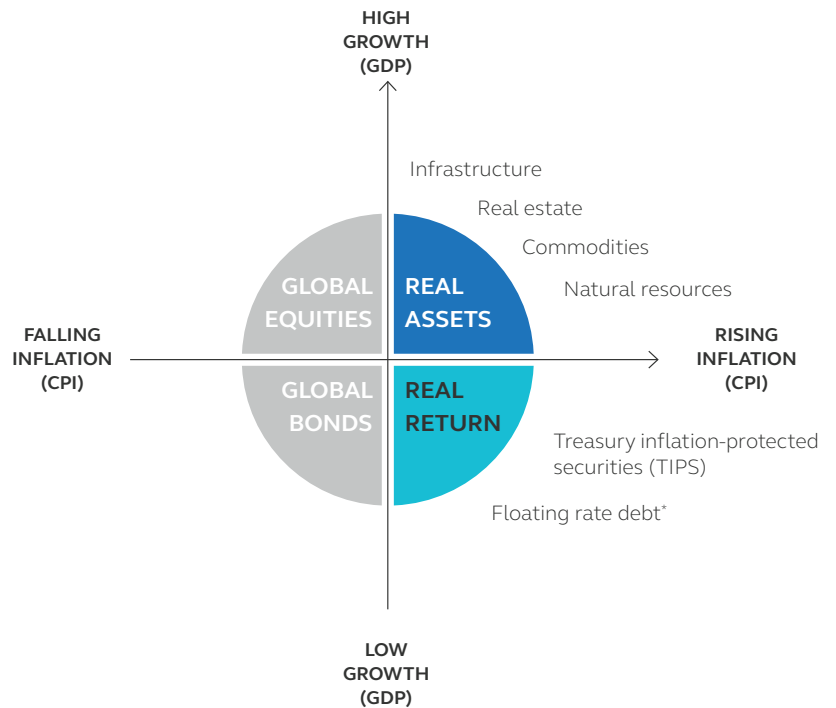 HIGH
GROWTH
(GDP)
Infrastructure
Real estate
Commodities
Natural resources
GLOBAL
EQUITIES
REAL
ASSETS
FALLING
INFLATION
(CPI)
RISING
INFLATION
(CPI)
GLOBAL
BONDS
REAL
RETURN
Treasury inflation-protected
securities (TIPS)
Floating rate debt*
LOW
GROWTH
(GDP)